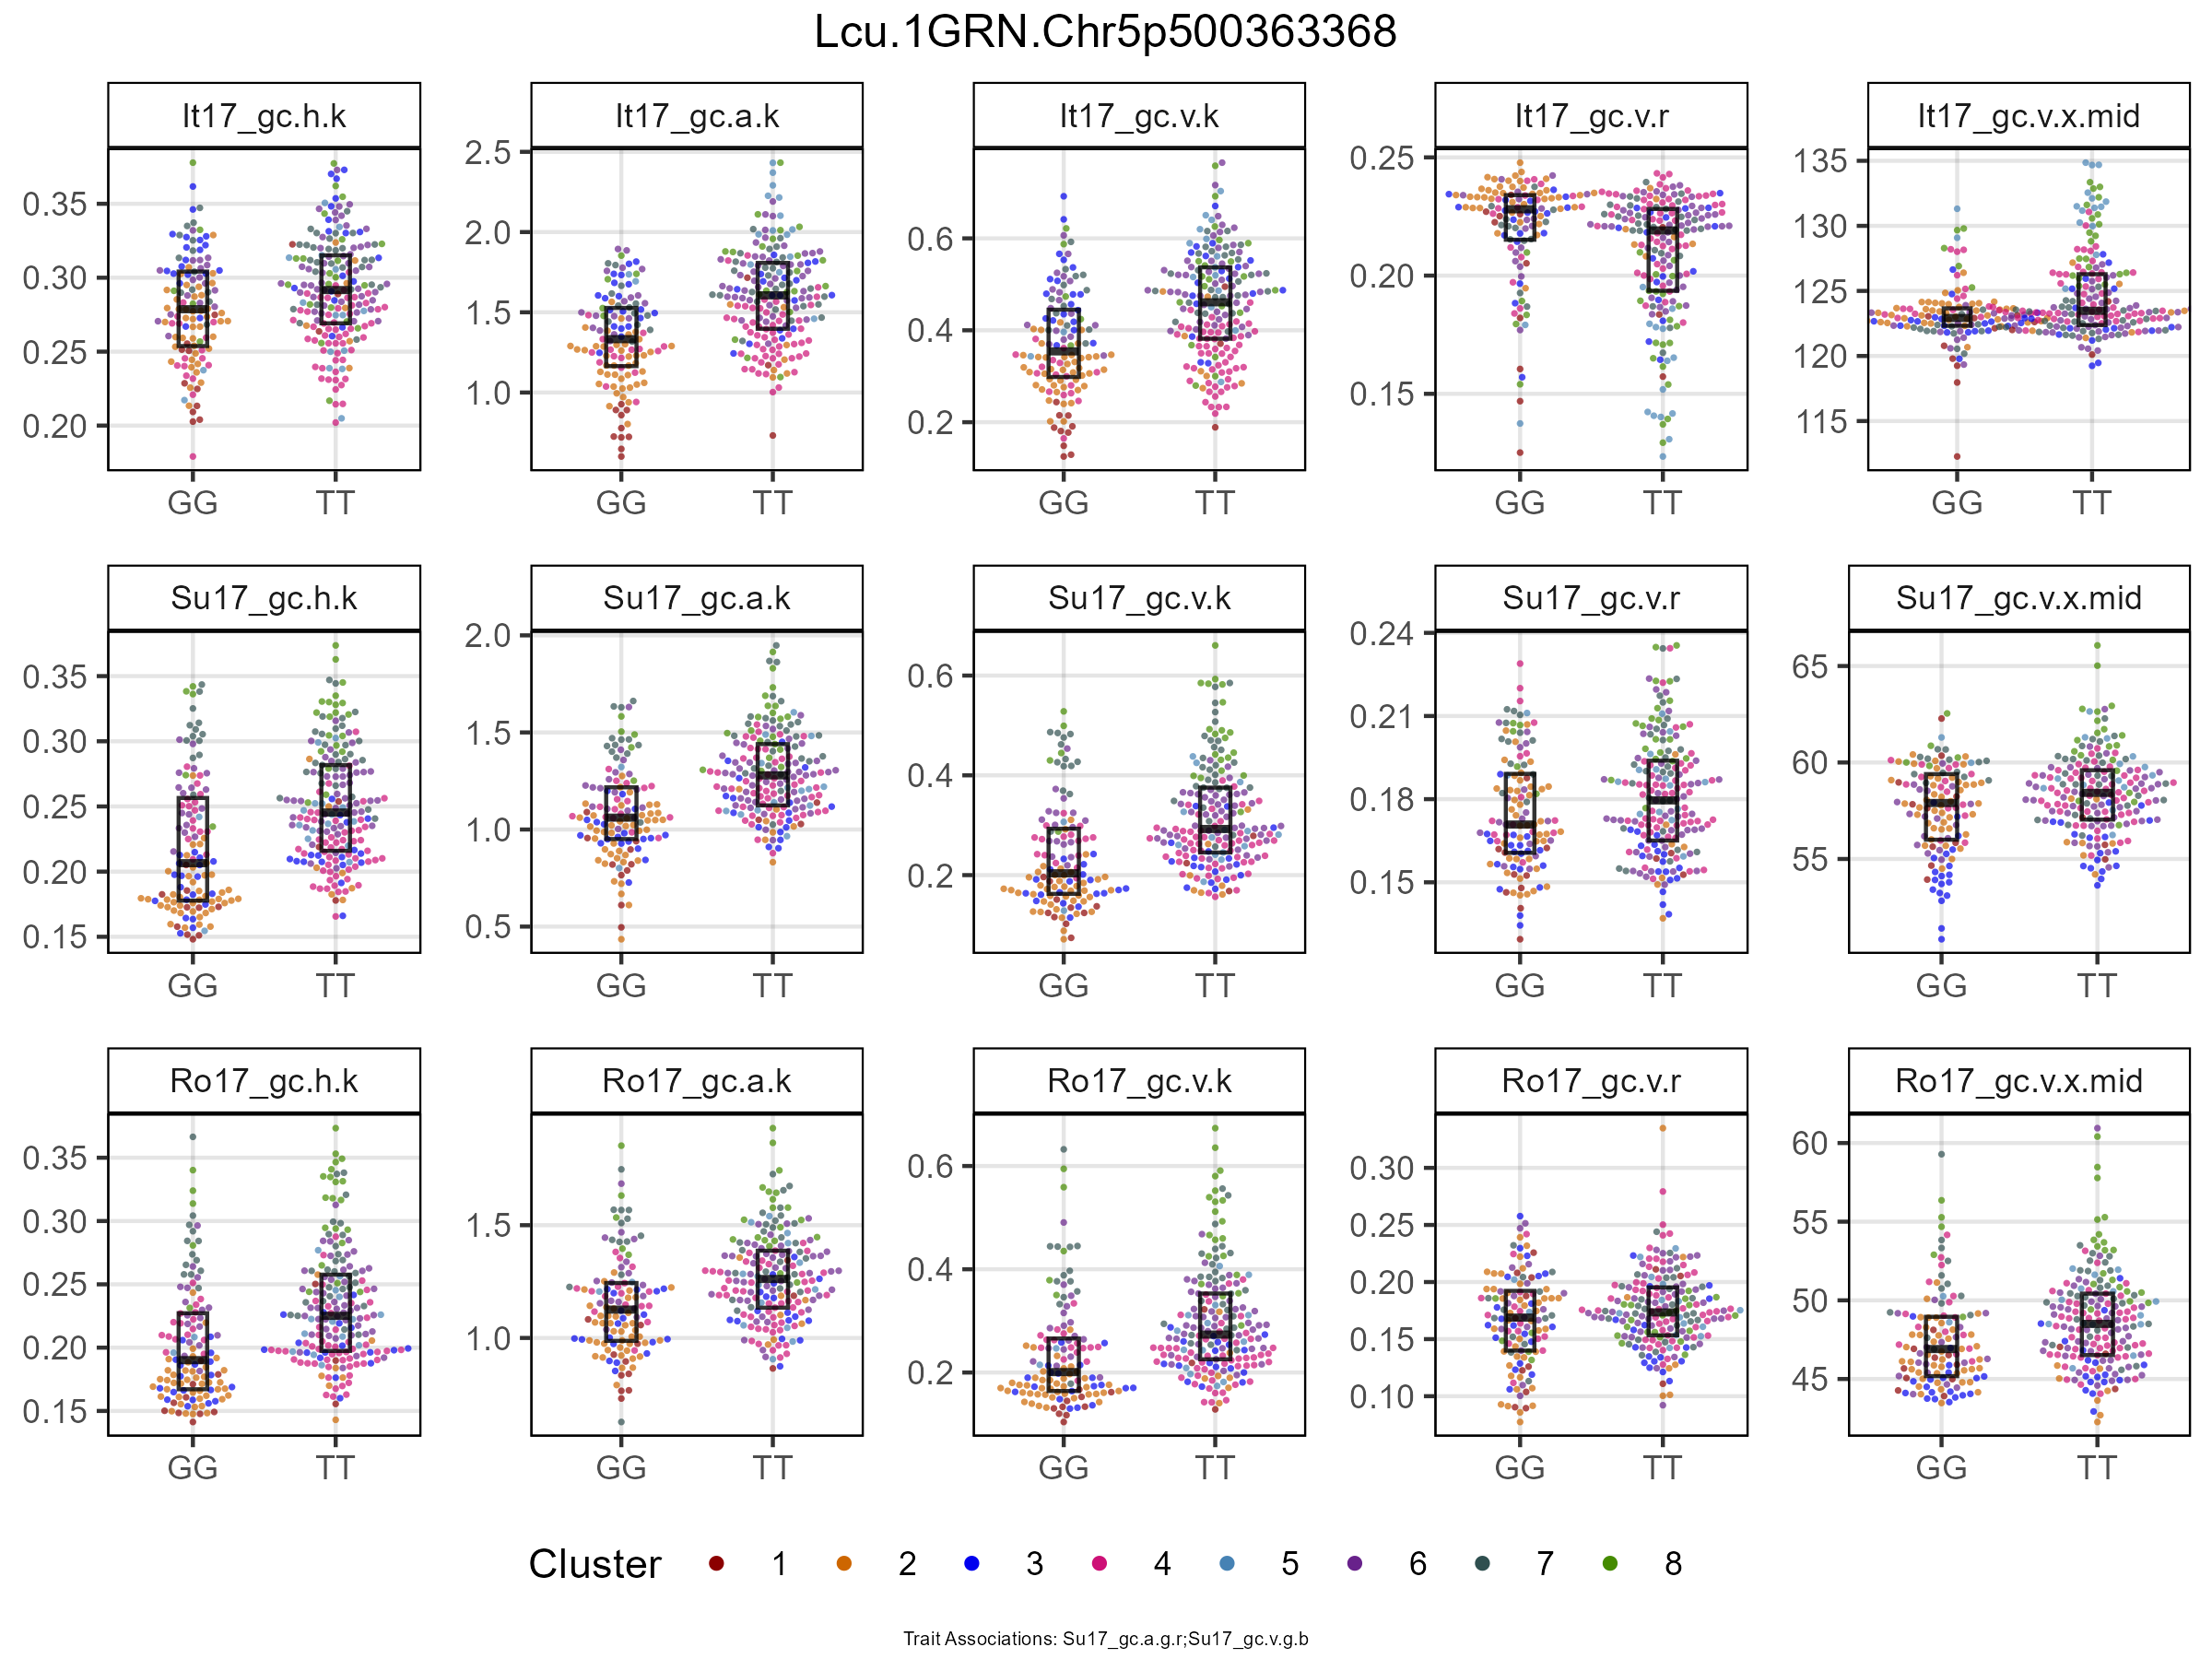 Lcu.1GRN.Chr5p500363368
It17_gc.h.k It17_gc.a.k It17_gc.v.k It17_gc.v.r It17_gc.v.x.mid
0.35 0.30 0.25 0.20
2.5 2.0 1.5 1.0
0.6 0.4 0.2
0.25 0.20 0.15
135 130 125 120 115
GG TT GG TT GG TT GG TT GG TT
Su17_gc.h.k Su17_gc.a.k Su17_gc.v.k Su17_gc.v.r Su17_gc.v.x.mid
0.35 0.30 0.25 0.20 0.15
2.0 1.5 1.0 0.5
0.6 0.4 0.2
0.24 0.21 0.18 0.15
65 60 55
GG TT GG TT GG TT GG TT GG TT
Ro17_gc.h.k Ro17_gc.a.k Ro17_gc.v.k Ro17_gc.v.r Ro17_gc.v.x.mid
0.35 0.30 0.25 0.20 0.15
1.5 1.0
0.6 0.4 0.2
0.30 0.25 0.20 0.15 0.10
60 55 50 45
GG TT GG TT GG TT GG TT GG TT
Cluster 1 2 3 4 5 6 7 8
Trait Associations: Su17_gc.a.g.r;Su17_gc.v.g.b